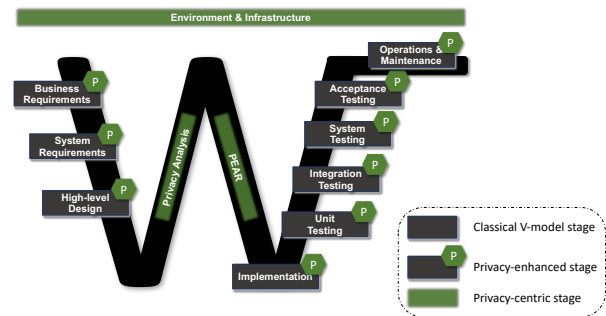 Environment & Infrastructure
P
Operations &
Maintenance
P
Business
Requirements
P
Acceptance
Testing
P
System
Requirements
P
System
Testing
Privacy Analysis
PEAR
P
Integration
Testing
P
High-level
Design
P
Unit
Testing
P
Implementation
Classical V-model stage
P
Privacy-enhanced stage
Privacy-centric stage